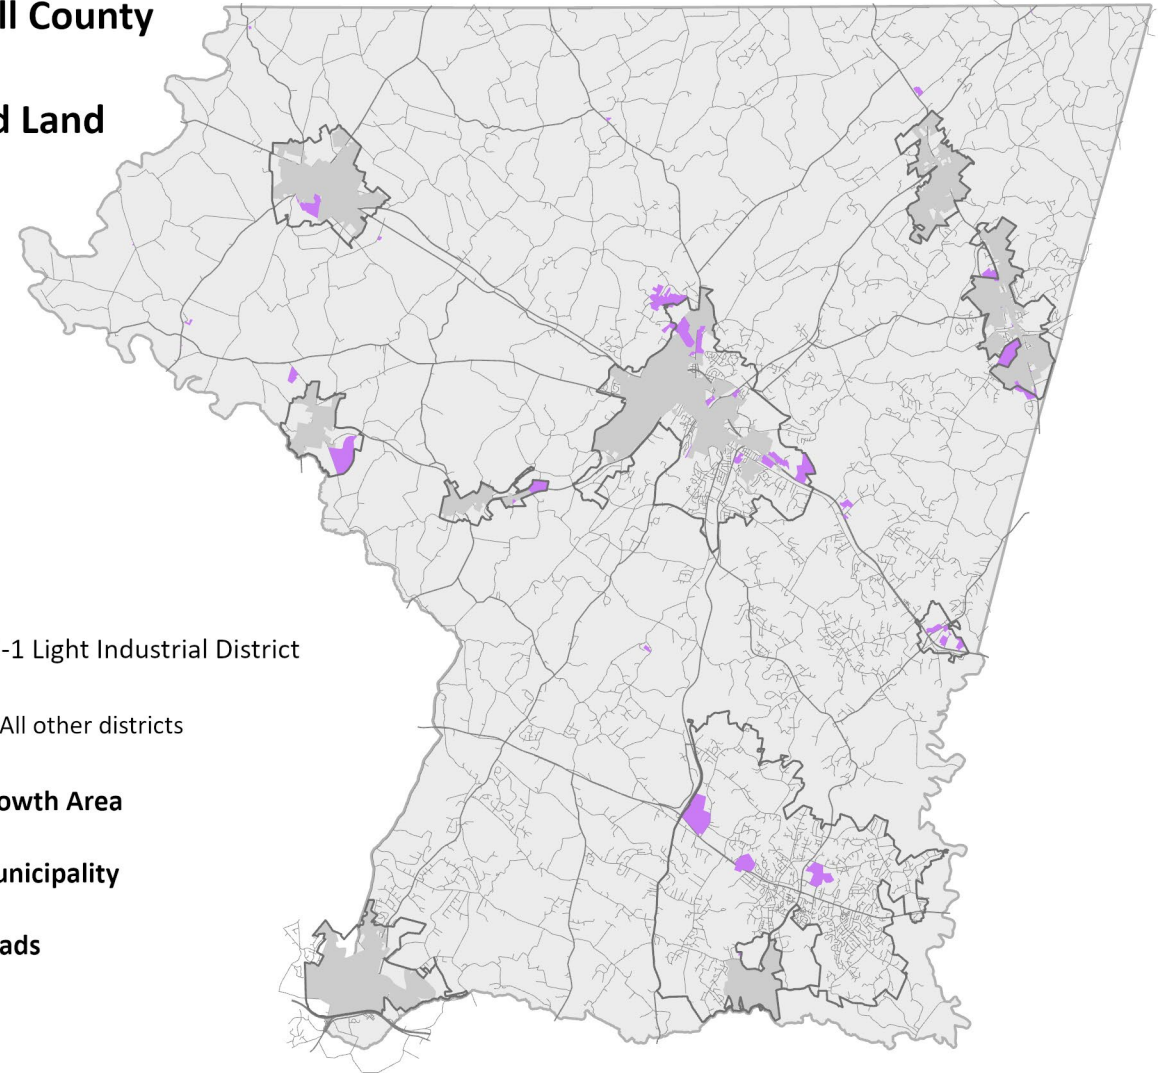 ll County
d Land
-1 Light Industrial District
All other districts
owth Area
unicipality
ads